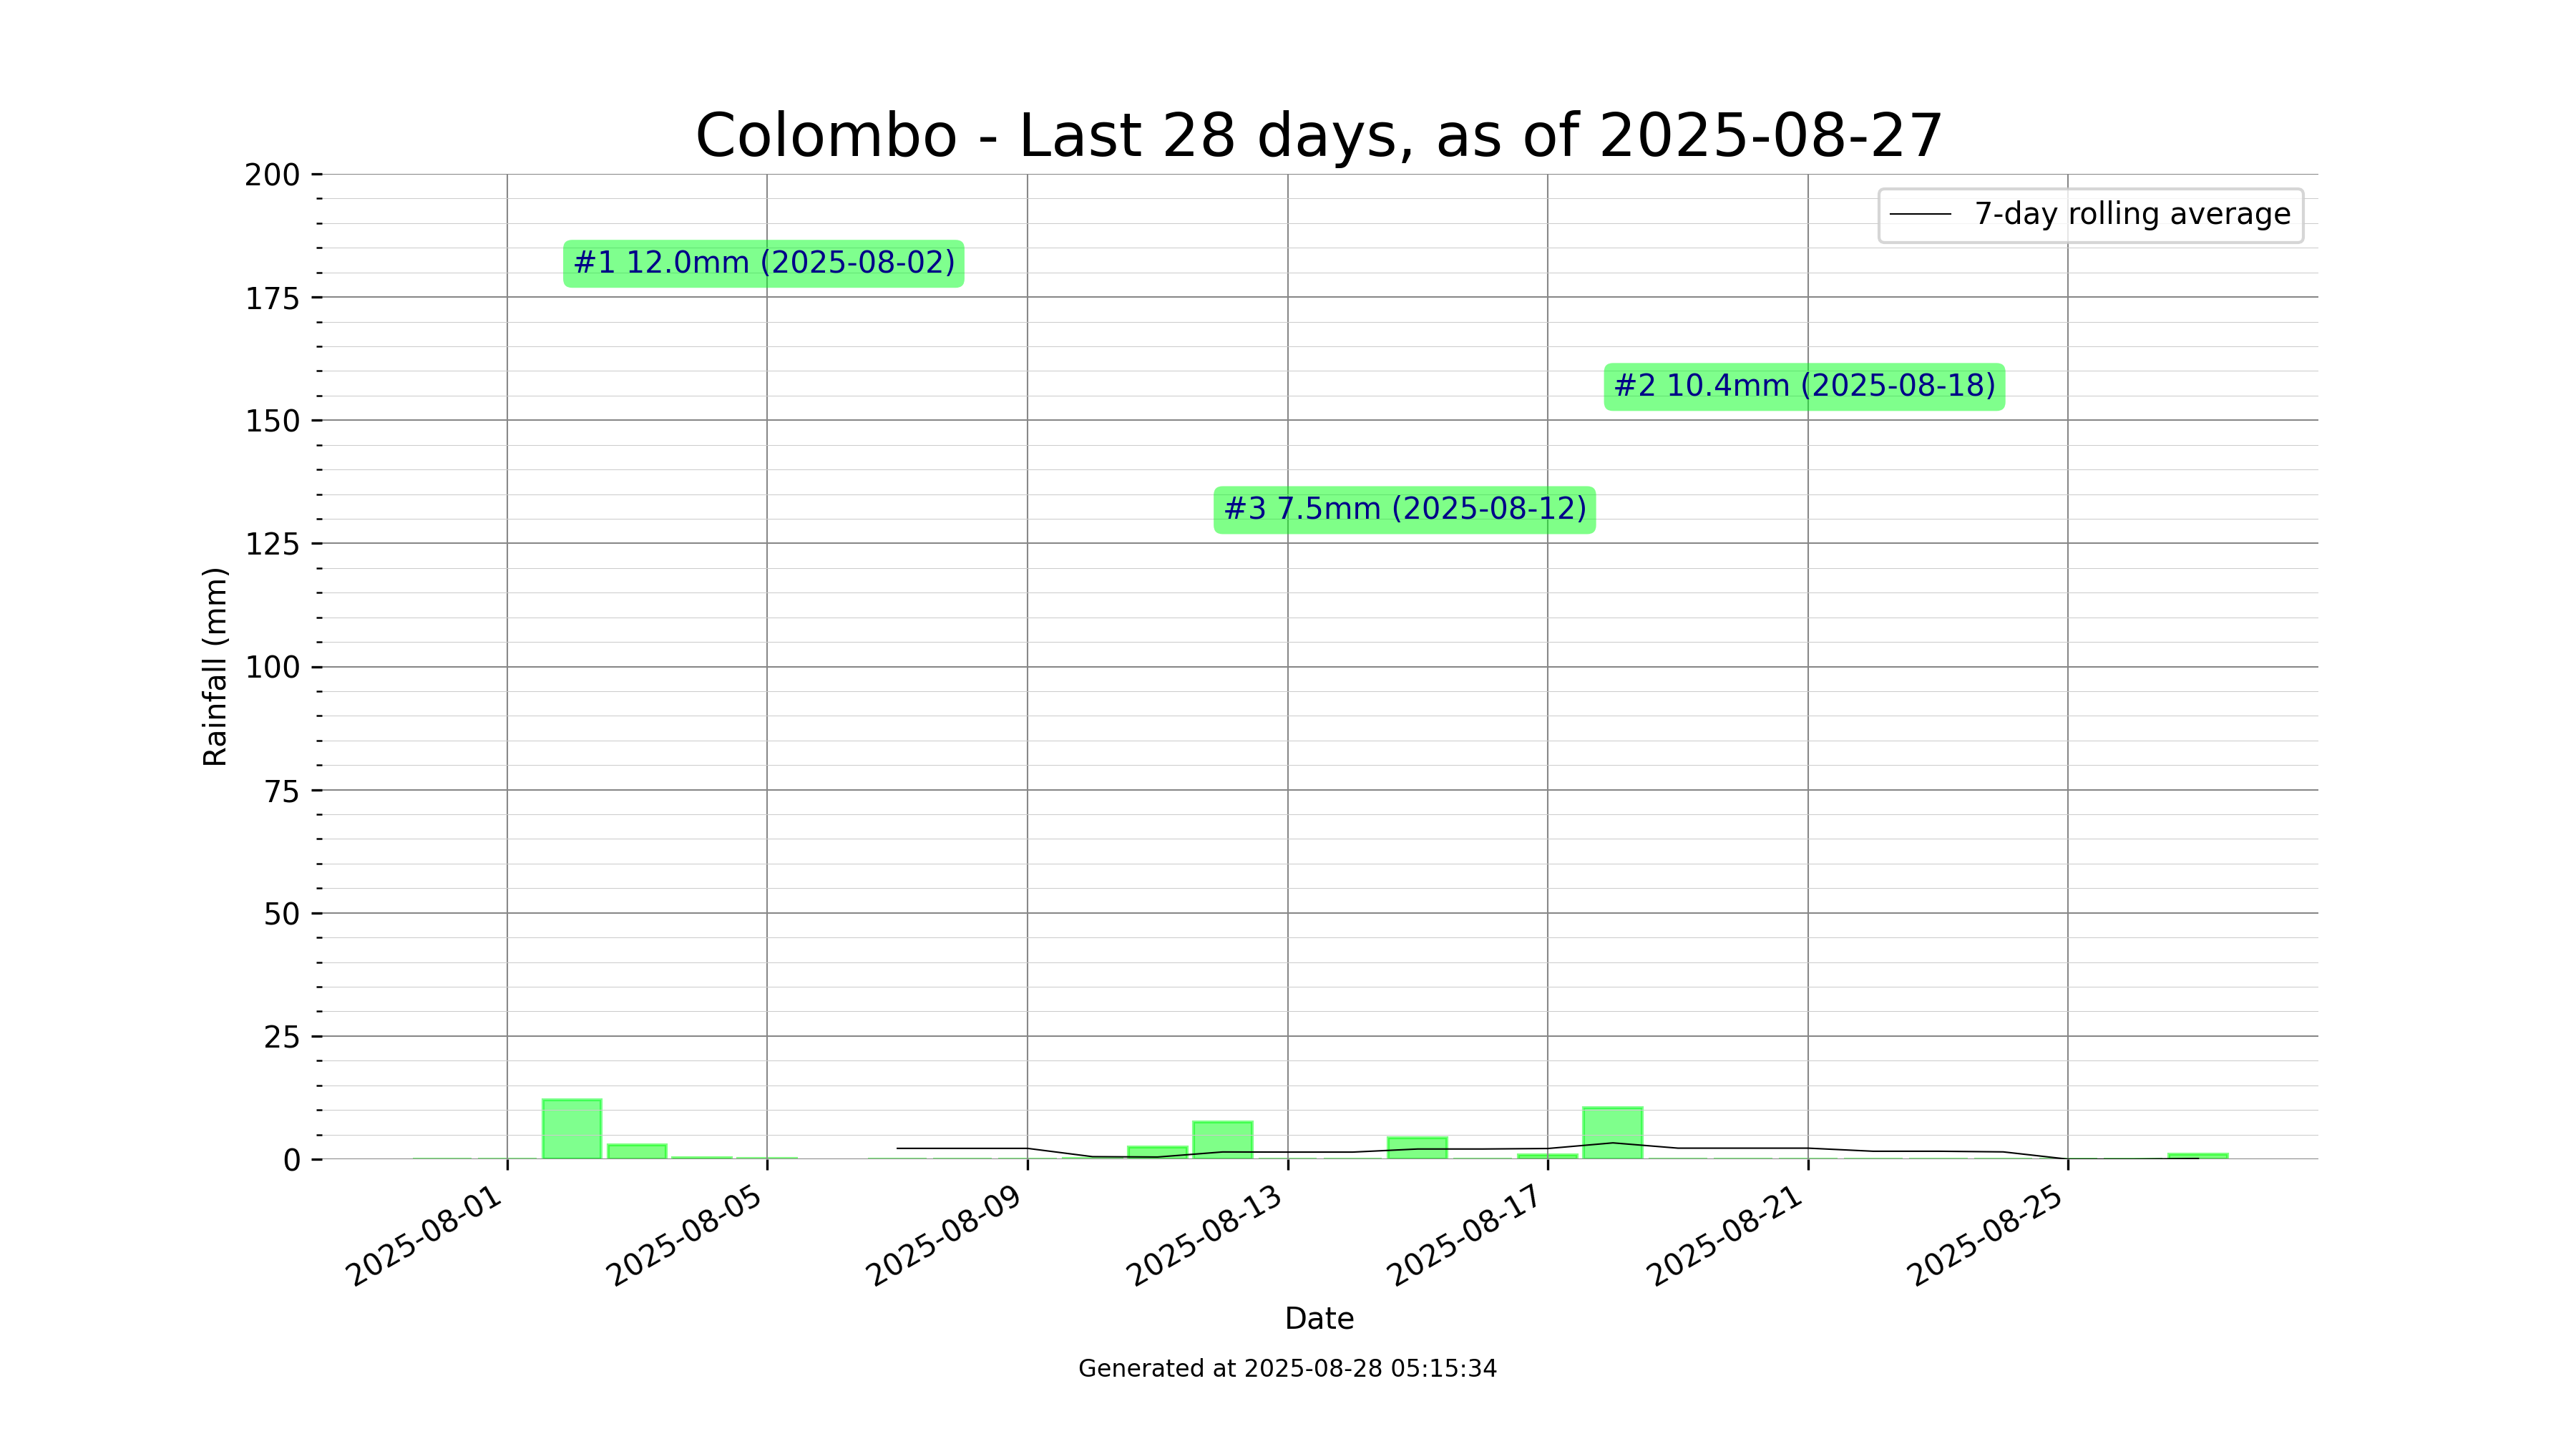 Colombo - Last 28 days, as of 2025-08-27
200
175
150
125
100
75
50
25
0
Rainfall (mm)
7-day rolling average
#1 12.0mm (2025-08-02)
#2 10.4mm (2025-08-18)
#3 7.5mm (2025-08-12)
2025-08-01
2025-08-05
2025-08-09
2025-08-13
2025-08-17
2025-08-21
2025-08-25
Date
Generated at 2025-08-28 05:15:34